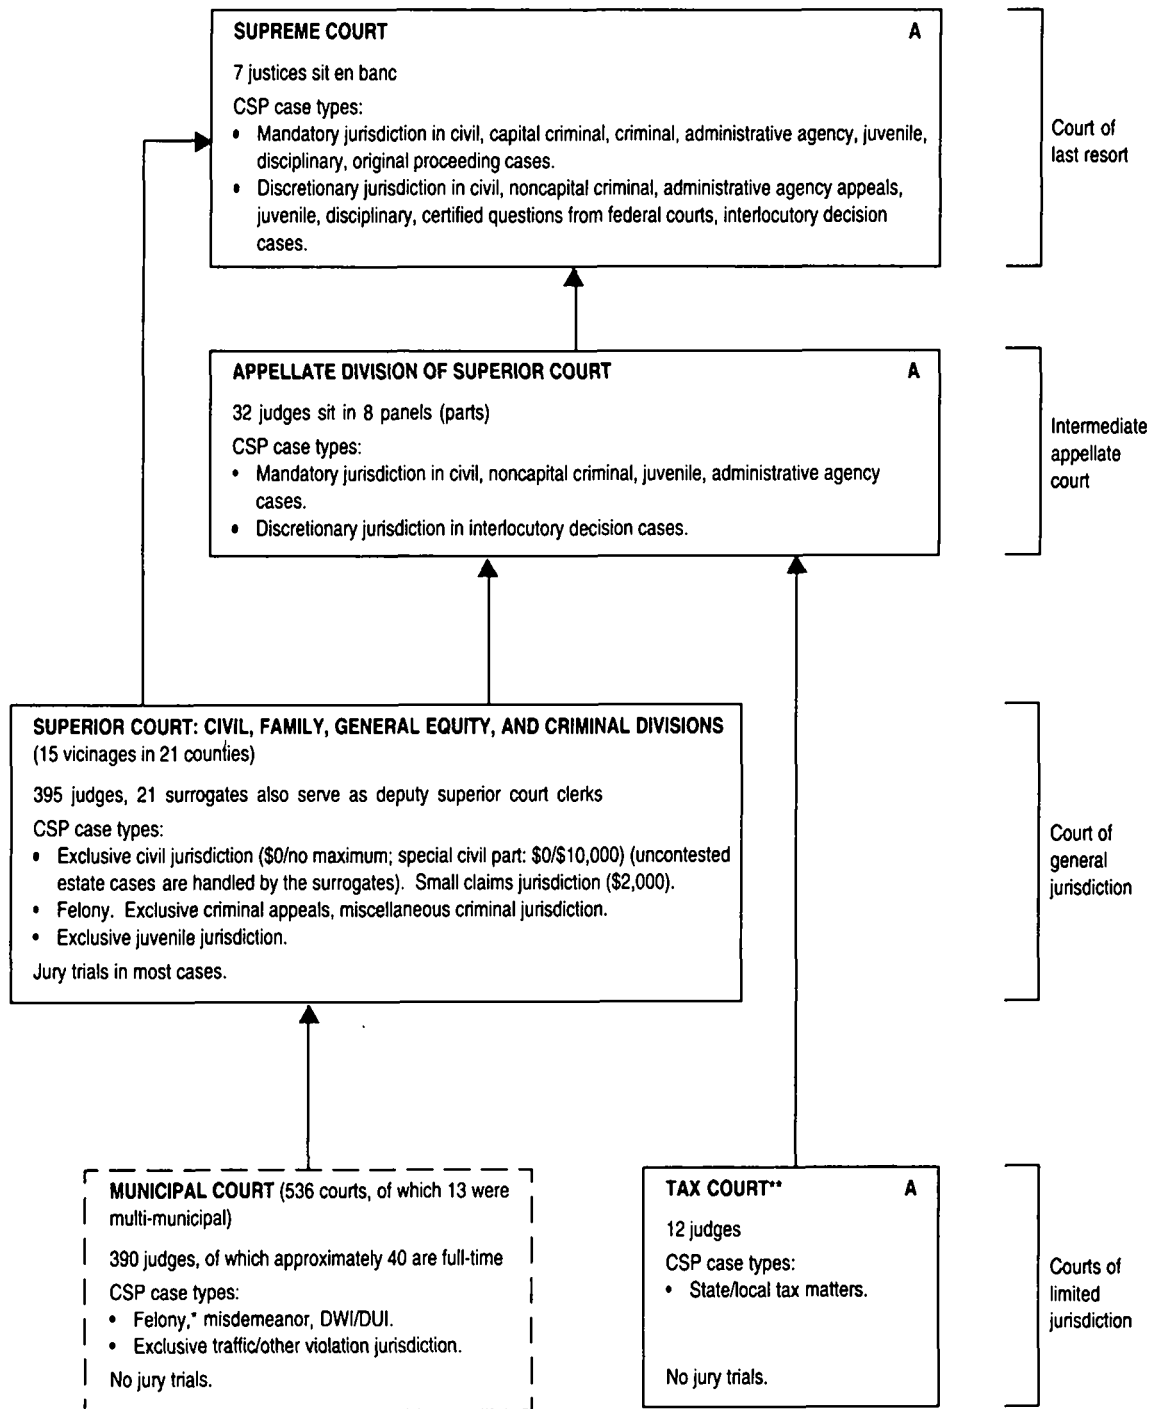 SUPREME COURT A
7 justices sit en banc
CSP case types:
• Mandatory jurisdiction in civil, capital criminal, criminal, administrative agency, juvenile,
disciplinary, original proceeding cases.
• Discretionary jurisdiction in civil, noncapital criminal, administrative agency appeals,
juvenile, disciplinary, certified questions from federal courts, interlocutory decision
cases.
Court of
last resort
APPELLATE DIVISION OF SUPERIOR COURT A
32 judges sit in 8 panels (parts)
CSP case types:
• Mandatory jurisdiction in civil, noncapital criminal, juvenile, administrative agency
cases.
• Discretionary jurisdiction in interlocutory decision cases.
Intermediate
appellate
court
SUPERIOR COURT: CIVIL, FAMILY, GENERAL EQUITY, AND CRIMINAL DIVISIONS
(15 vicinages in 21 counties)
395 judges, 21 surrogates also serve as deputy superior court clerks
CSP case types:
• Exclusive civil jurisdiction ($0/no maximum; special civil part: $0/$10,000) (uncontested
estate cases are handled by the surrogates). Small claims jurisdiction ($2,000).
• Felony. Exclusive criminal appeals, miscellaneous criminal jurisdiction.
• Exclusive juvenile jurisdiction.
Jury trials in most cases.
Court of
general
jurisdiction
MUNICIPAL COURT (536 courts, of which 13 were
multi-municipal)
390 judges, of which approximately 40 are full-time
CSP case types:
• Felony,* misdemeanor, DWI/DUI.
• Exclusive traffic/other violation jurisdiction.
No jury trials.
TAX COURT** A
12 judges
CSP case types:
• State/local tax matters.
No jury trials.
Courts of
limited
jurisdiction